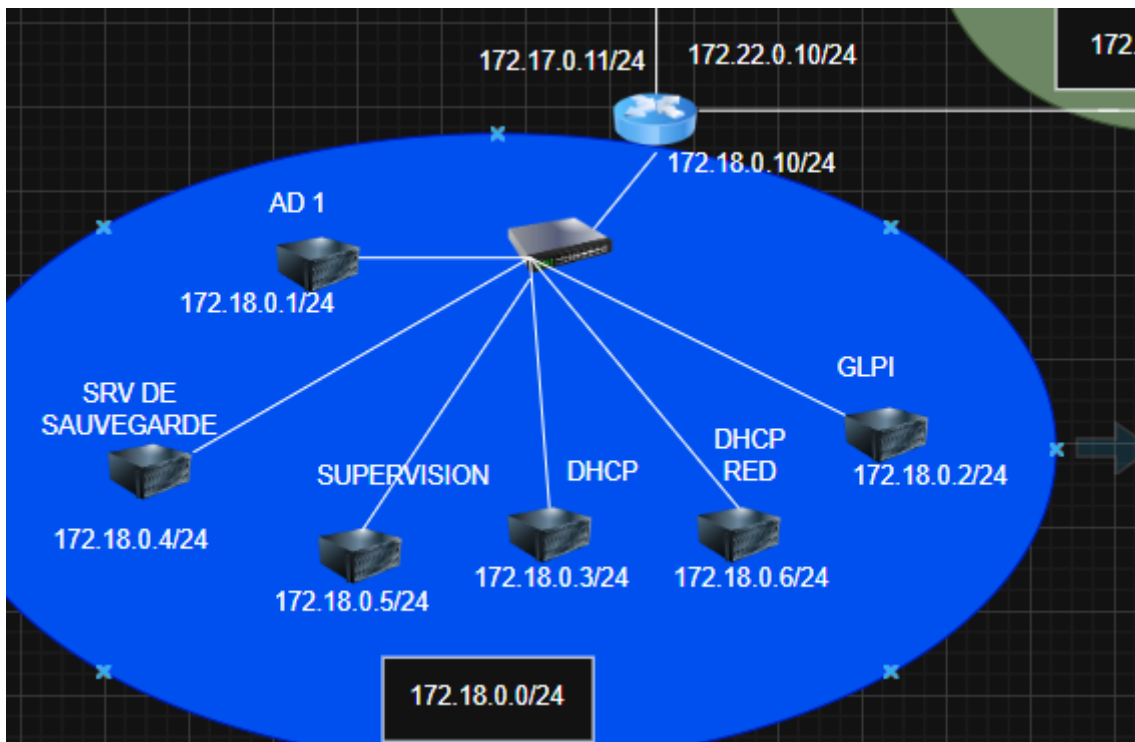 172.17.0.11/24
172.22.0.10/24
172.
172.18.0.10/24
AD 1
172.18.0.1/24
GLPI
172.18.0.2/24
SRV DE
SAUVEGARDE
172.18.0.4/24
SUPERVISION
172.18.0.5/24
DHCP
172.18.0.3/24
DHCP
RED
172.18.0.6/24
172.18.0.0/24